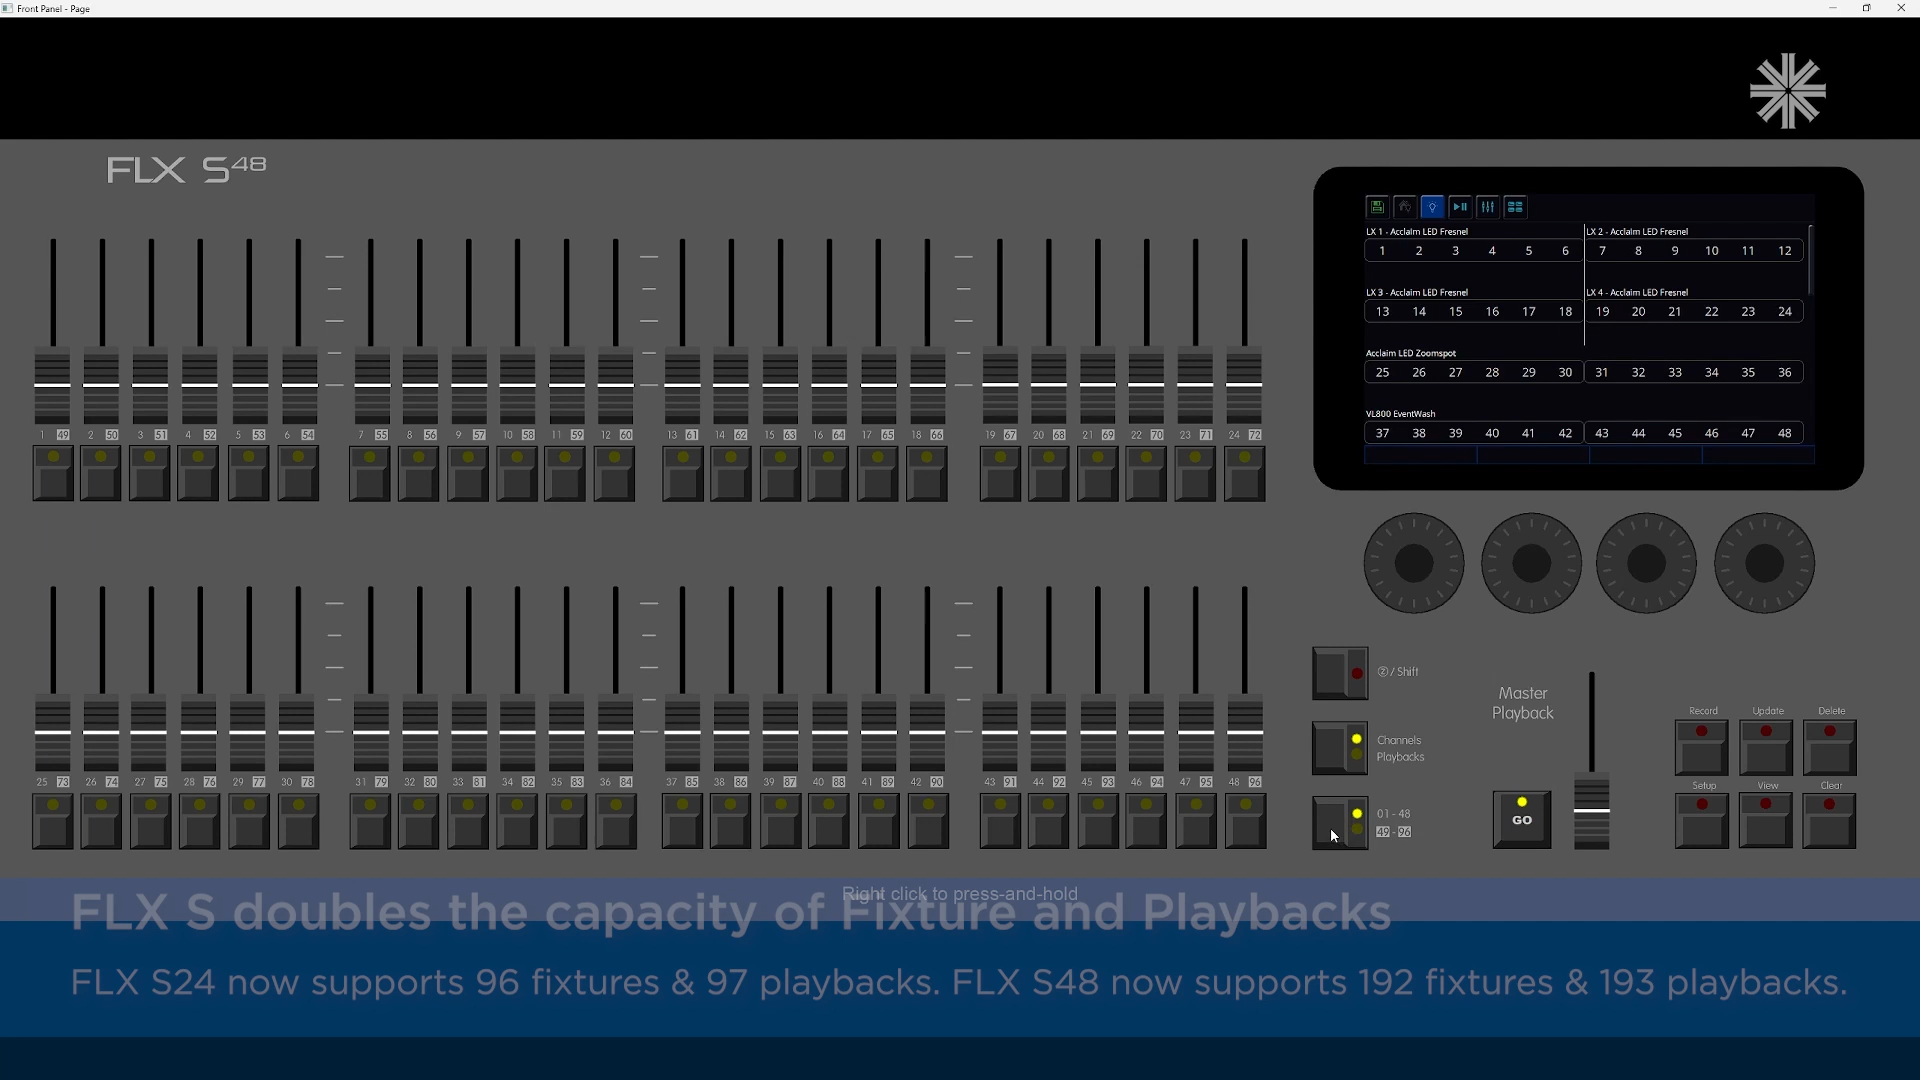 Front Panel - Page
FLX S48
LX 1 - Acclaim LED Fresnel LX 2 - Acclaim LED Fresnel
1 2 3 4 5 6 7 8 9 10 11 12
LX 3 - Acclaim LED Fresnel LX 4 - Acclaim LED Fresnel
13 14 15 16 17 18 19 20 21 22 23 24
Acclaim LED Zoomspot
25 26 27 28 29 30 31 32 33 34 35 36
VL800 EventWash
37 38 39 40 41 42 43 44 45 46 47 48
1 49 2 50 3 51 4 52 5 53 6 54 7 55 8 56 9 57 10 58 11 59 12 60 13 61 14 62 15 63 16 64 17 65 18 66 19 67 20 68 21 69 22 70 23 71 24 72
②/ Shift
Master
Playback
Record Update Delete
Channels
Playbacks
25 73 26 74 27 75 28 76 29 77 30 78 31 79 32 80 33 81 34 82 35 83 36 84 37 85 38 86 39 87 40 88 41 89 42 90 43 91 44 92 45 93 46 94 47 95 48 96
Setup View Clear
01 - 48
49 - 96
GO
Right click to press-and-hold
FLX S doubles the capacity of Fixture and Playbacks
FLX S24 now supports 96 fixtures & 97 playbacks. FLX S48 now supports 192 fixtures & 193 playbacks.